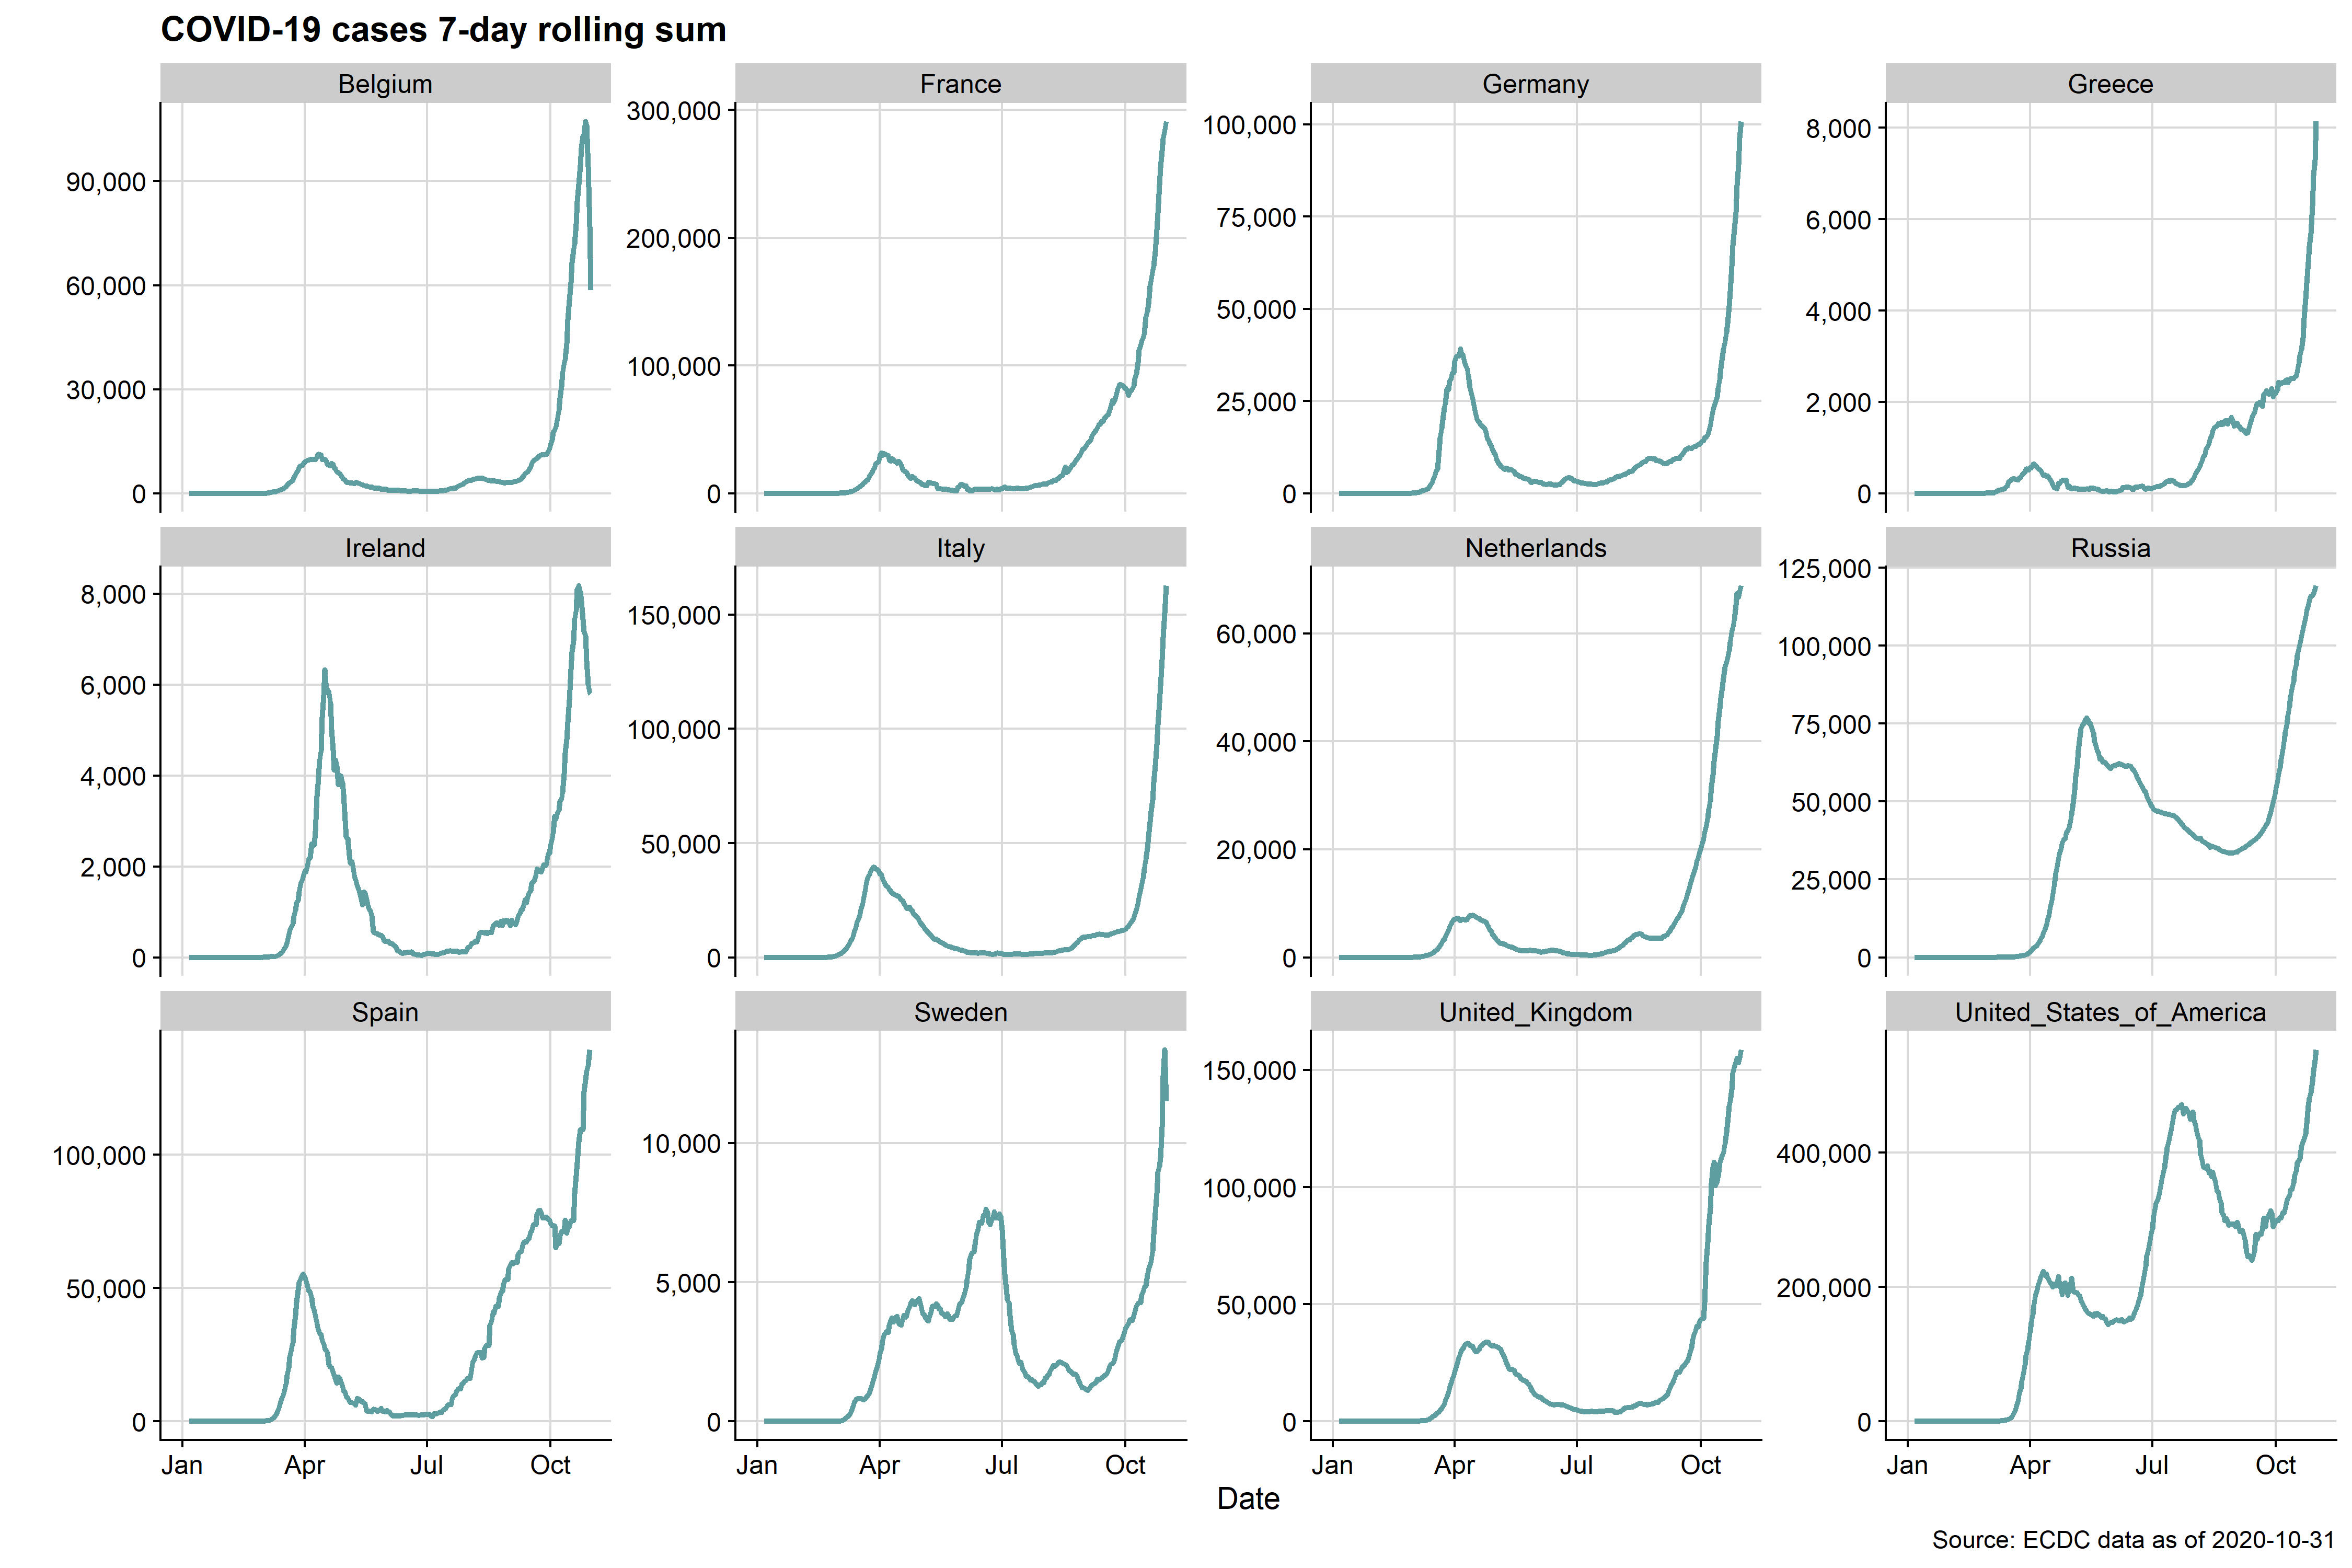 COVID-19 cases 7-day rolling sum
Belgium
90,000
60,000
30,000
0
France
300,000
200,000
100,000
0
Germany
100,000
75,000
50,000
25,000
0
Greece
8,000
6,000
4,000
2,000
0
Ireland
8,000
6,000
4,000
2,000
0
Italy
150,000
100,000
50,000
0
Netherlands
60,000
40,000
20,000
0
Russia
125,000
100,000
75,000
50,000
25,000
0
Spain
100,000
50,000
0
Jan Apr Jul Oct
Sweden
10,000
5,000
0
Jan Apr Jul Oct
United_Kingdom
150,000
100,000
50,000
0
Jan Apr Jul Oct
United_States_of_America
400,000
200,000
0
Jan Apr Jul Oct
Date
Source: ECDC data as of 2020-10-31